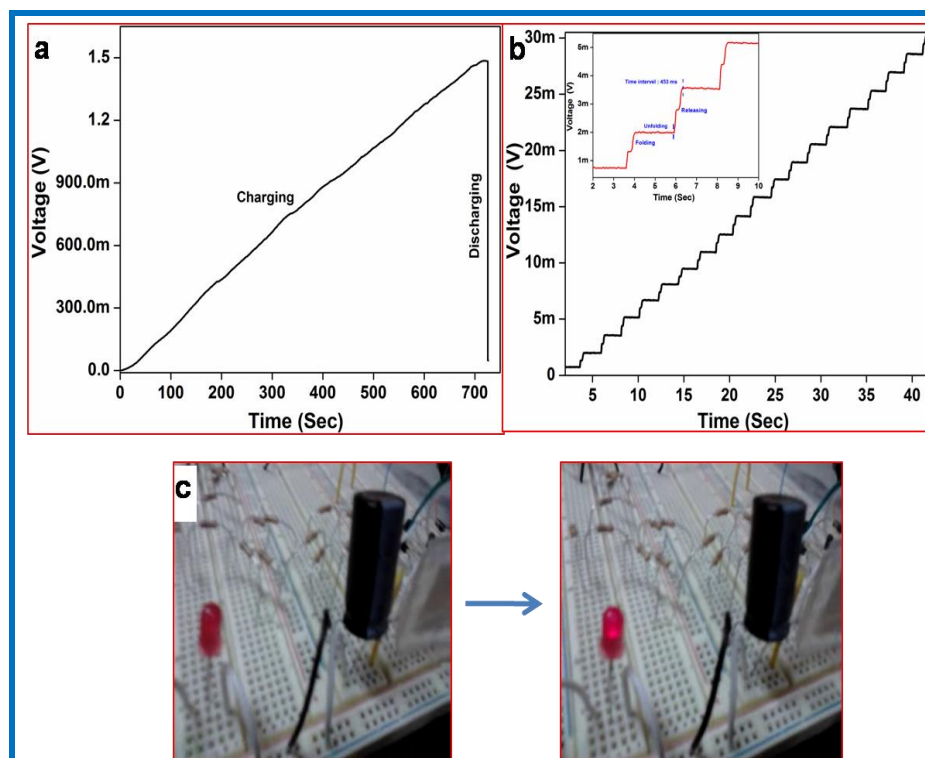 a
Voltage (V)
1.5
1.2
900.0m
600.0m
300.0m
0.0
Charging
Discharging
0 100 200 300 400 500 600 700
Time (Sec)
b
Voltage (V)
30m
25m
20m
15m
10m
5m
0
5 10 15 20 25 30 35 40
Time (Sec)
Voltage (V)
5m
4m
3m
2m
1m
Time intervel : 453 ms
Releasing
Unfolding
Folding
2 3 4 5 6 7 8 9 10
Time (Sec)
c